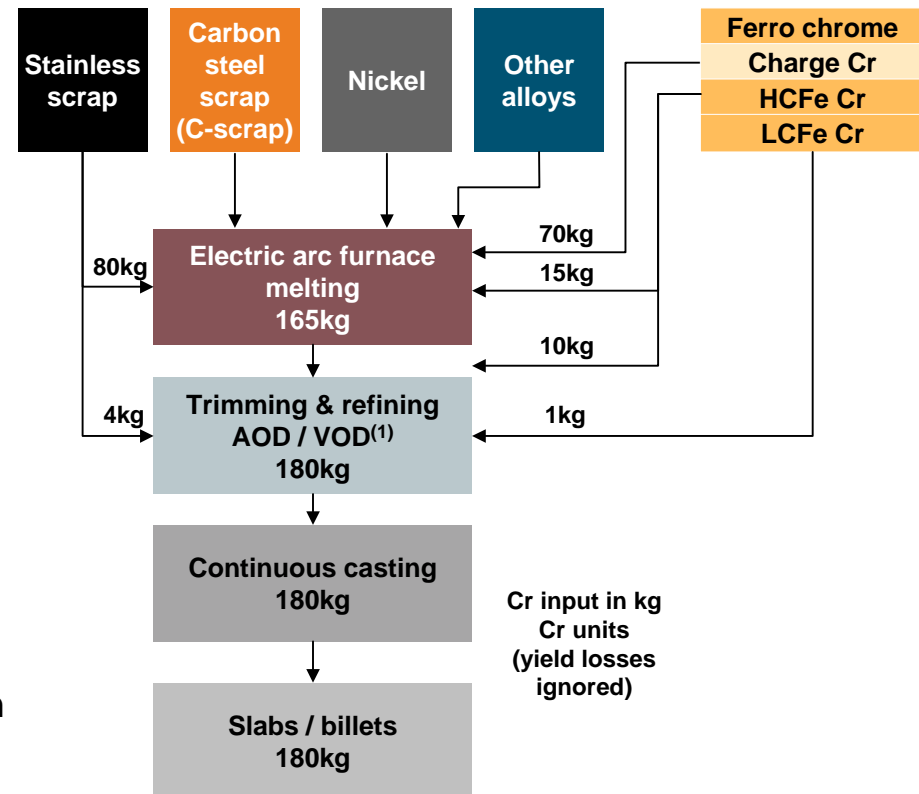 Stainless
scrap
Carbon
steel
scrap
(C-scrap)
Nickel
Other
alloys
Ferro chrome
Charge Cr
HCFe Cr
LCFe Cr
80kg
Electric arc furnace
melting
165kg
70kg
15kg
10kg
4kg
Trimming & refining
AOD / VOD(1)
180kg
1kg
Continuous casting
180kg
Cr input in kg
Cr units
(yield losses
ignored)
Slabs / billets
180kg